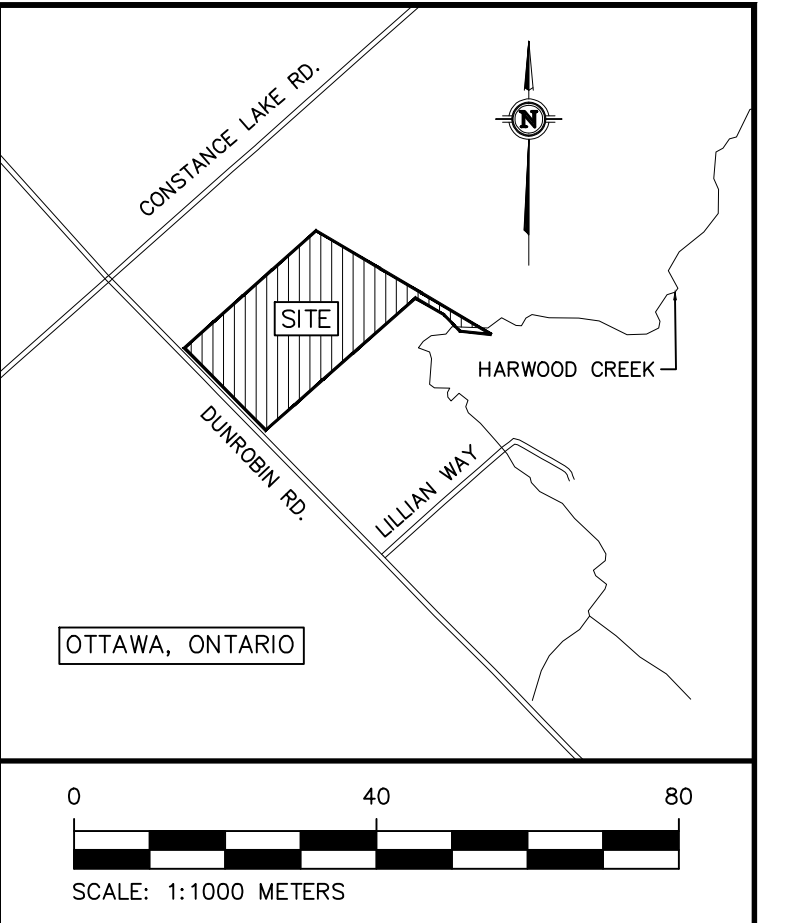 CONSTANCE LAKE RD.
N
SITE
HARWOOD CREEK
DUNROBIN RD.
LILLIAN WAY
OTTAWA, ONTARIO
0 40 80
SCALE: 1:1000 METERS